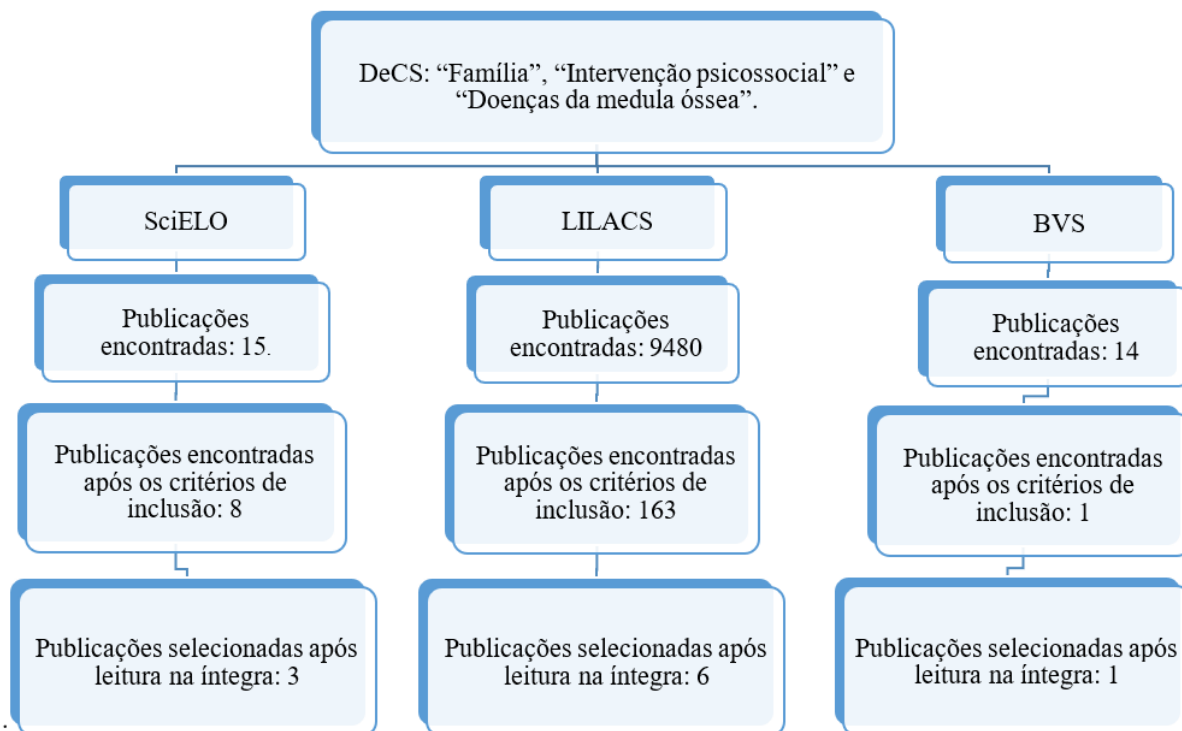 DeCS: “Família”, “Intervenção psicossocial” e
“Doenças da medula óssea”.
SciELO
LILACS
BVS
Publicações
encontradas: 15.
Publicações
encontradas: 9480
Publicações
encontradas: 14
Publicações encontradas
após os critérios de
inclusão: 8
Publicações encontradas
após os critérios de
inclusão: 163
Publicações encontradas
após os critérios de
inclusão: 1
Publicações selecionadas após
leitura na íntegra: 3
Publicações selecionadas após
leitura na íntegra: 6
Publicações selecionadas após
leitura na íntegra: 1
.